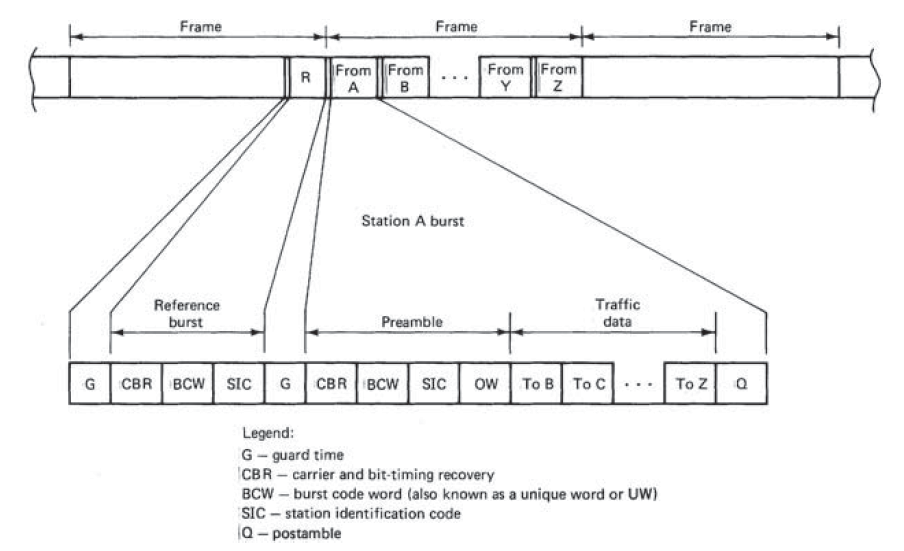 Frame Frame Frame
R From A From B · · · From Y From Z
Station A burst
Reference burst
Preamble
Traffic data
G CBR BCW SIC G CBR BCW SIC OW To B To C · · · To Z Q
Legend:
G — guard time
CBR — carrier and bit-timing recovery
BCW — burst code word (also known as a unique word or UW)
SIC — station identification code
Q — postamble